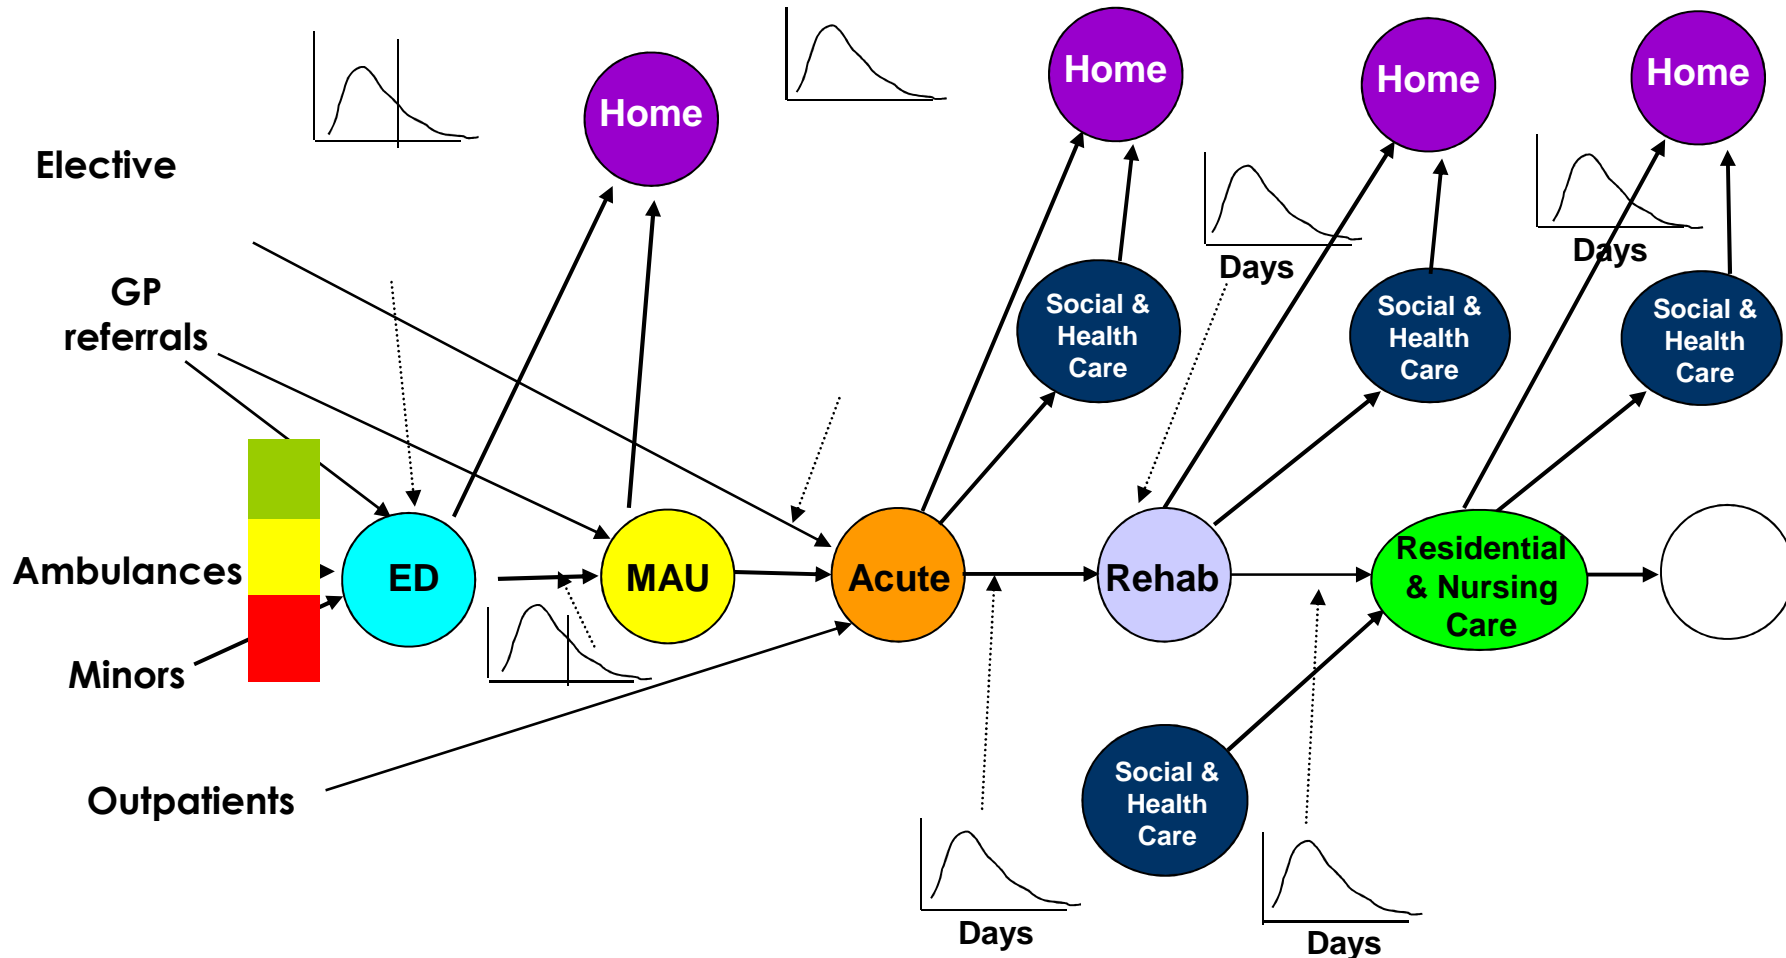 Home
Home
Home
Home
Elective
Days
Days
GP
referrals
Social &
Health
Care
Social &
Health
Care
Social &
Health
Care
Ambulances
ED
MAU
Acute
Rehab
Residential
& Nursing
Care
Minors
Outpatients
Social &
Health
Care
Days
Days